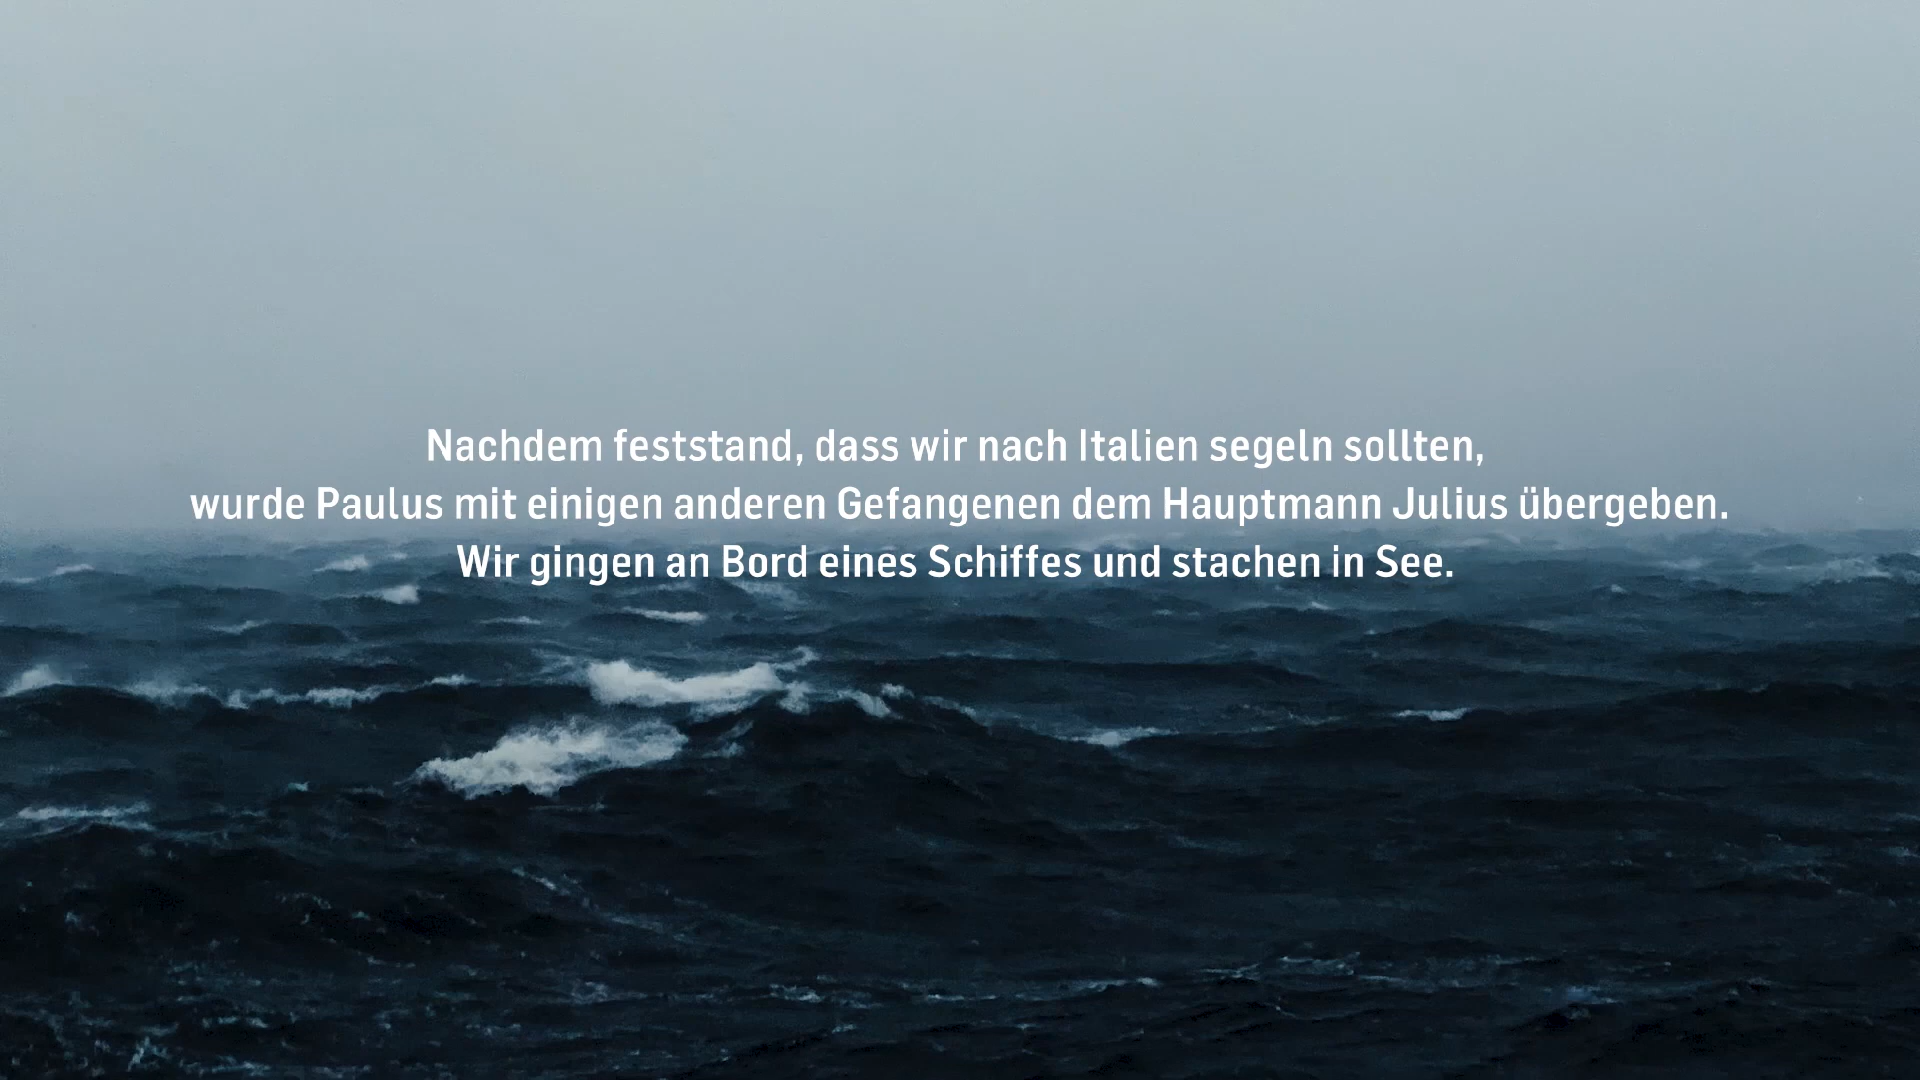 Nachdem feststand, dass wir nach Italien segeln sollten,
wurde Paulus mit einigen anderen Gefangenen dem Hauptmann Julius übergeben.
Wir gingen an Bord eines Schiffes und stachen in See.